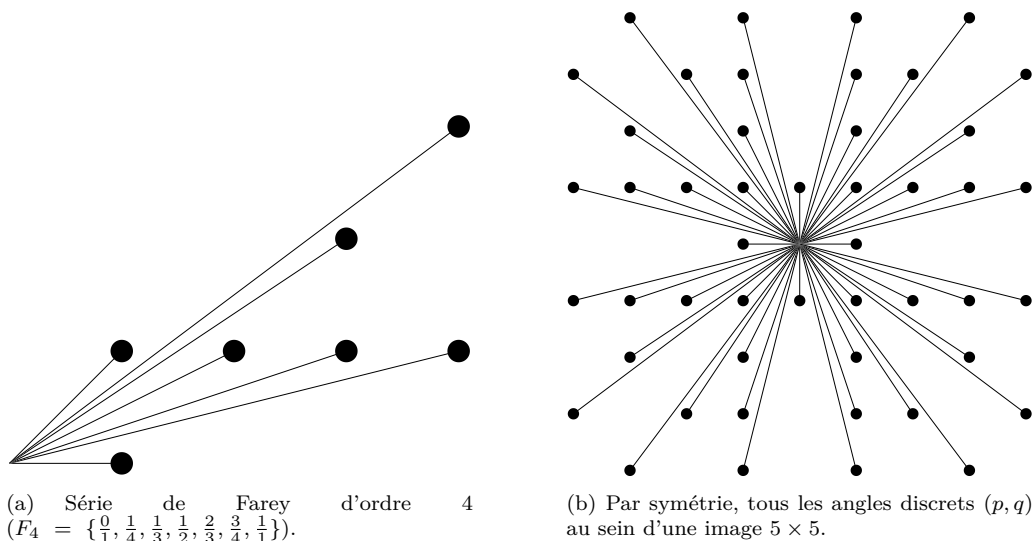 (a) Série de Farey d'ordre 4
(F₄ = {0/1, 1/4, 1/3, 1/2, 2/3, 3/4, 1/1}).
(b) Par symétrie, tous les angles discrets (p, q)
au sein d'une image 5 × 5.